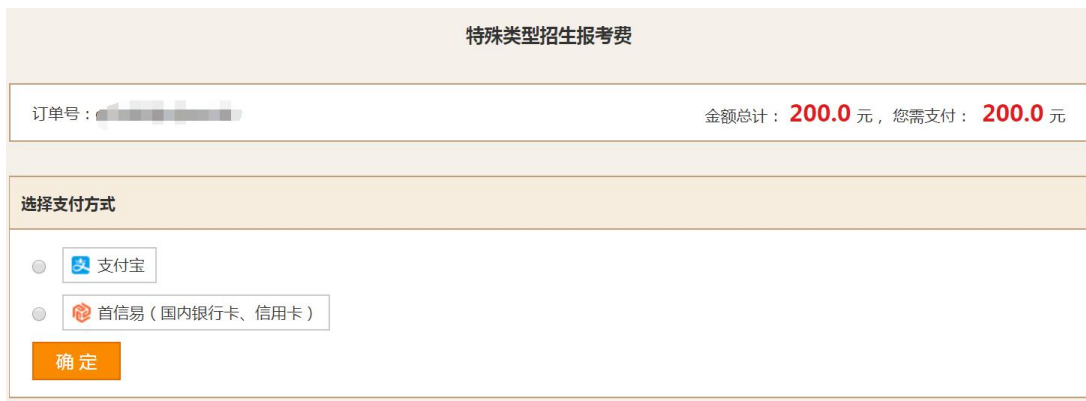 特殊类型招生报考费
订单号：
金额总计： 200.0 元， 您需支付： 200.0 元
选择支付方式
支 支付宝
首信易（国内银行卡、信用卡）
确 定